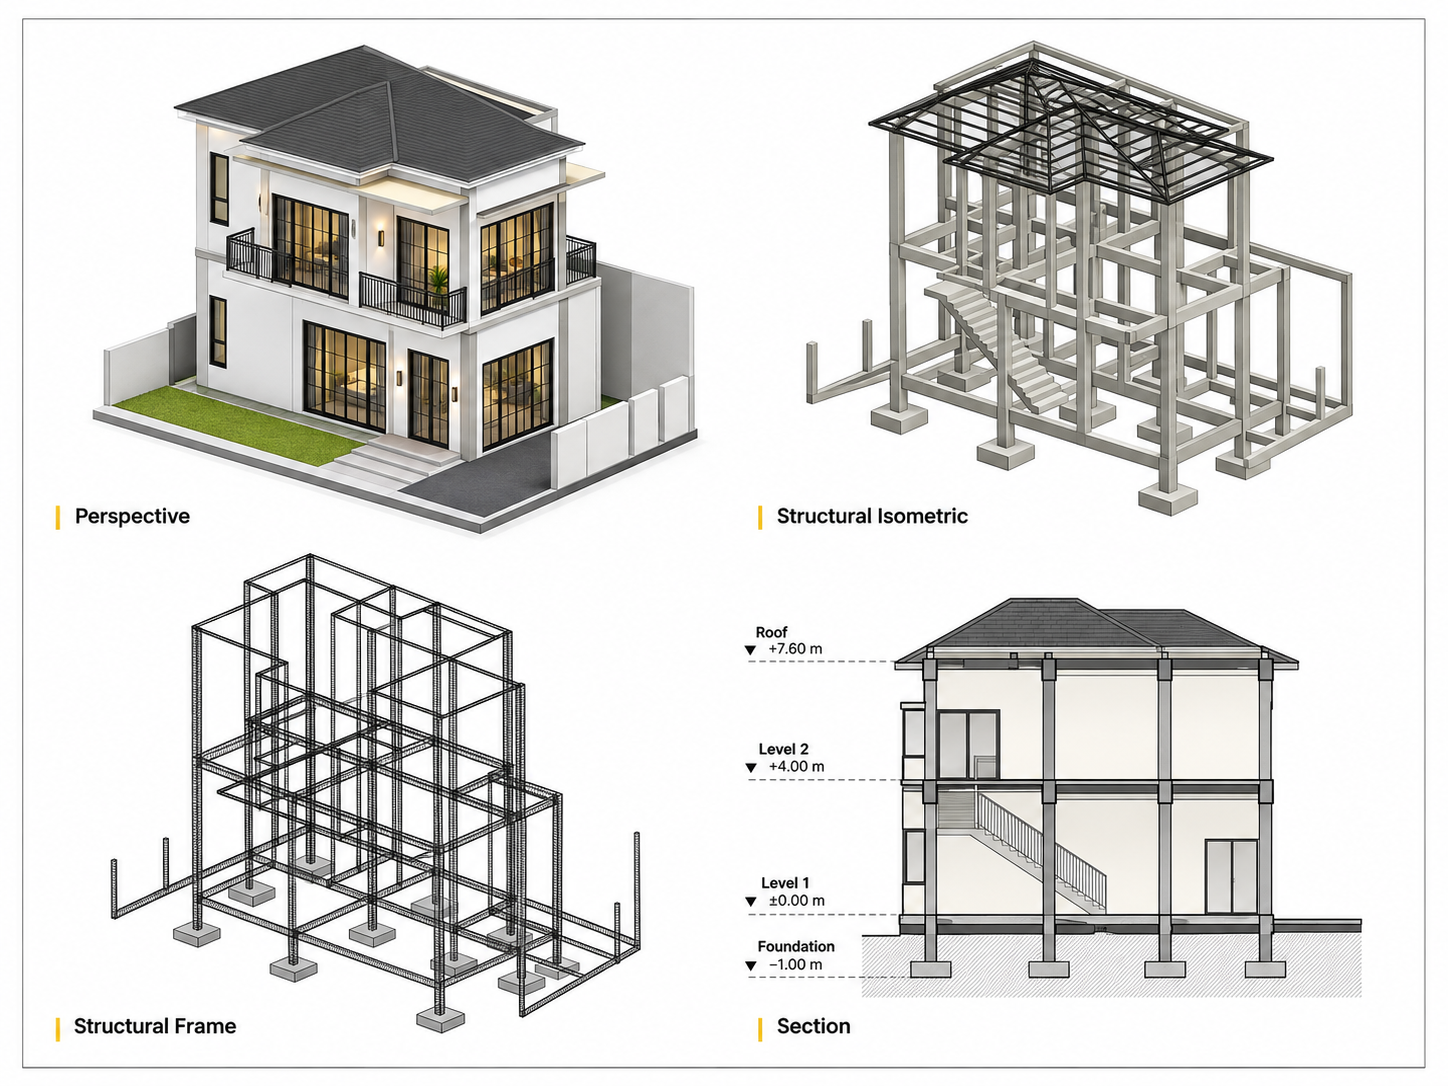 Perspective
Structural Isometric
Structural Frame
Roof
+7.60 m
Level 2
+4.00 m
Level 1
±0.00 m
Foundation
−1.00 m
Section